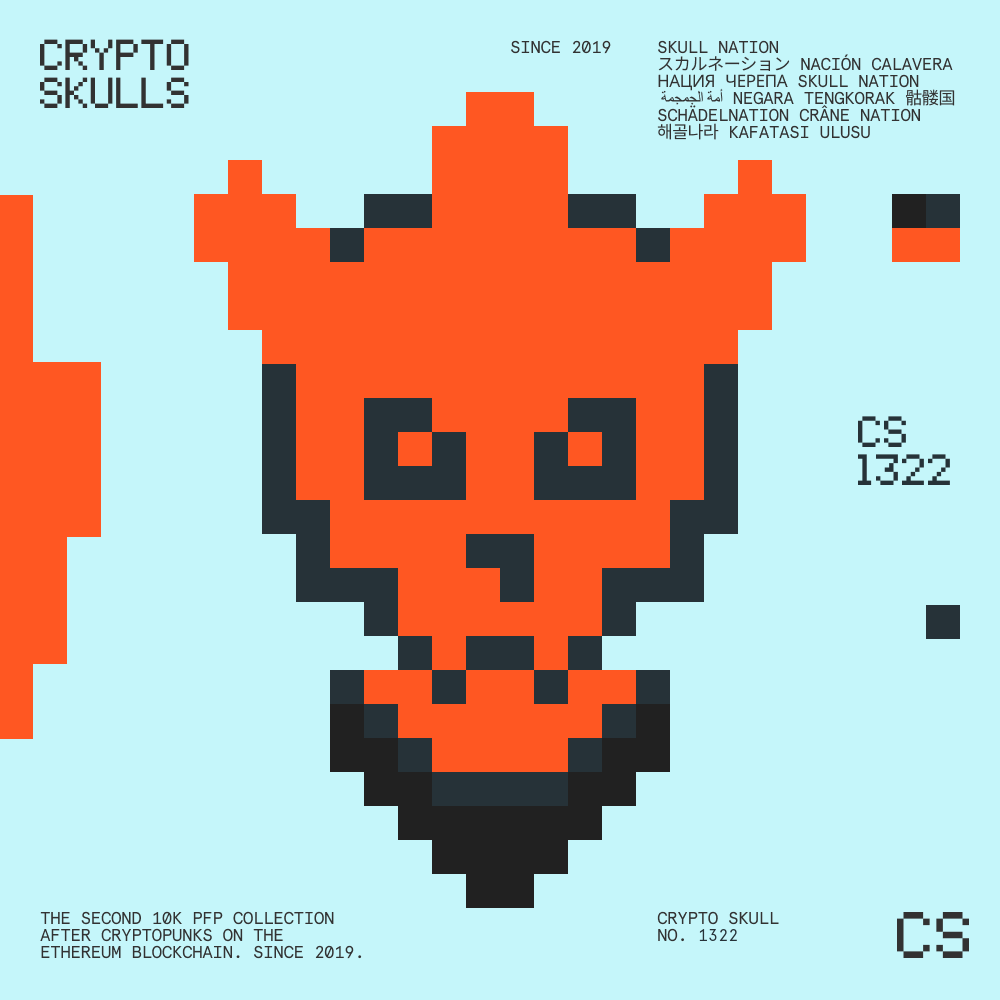 CRYPTO
SKULLS
SINCE 2019
SKULL NATION
スカルネーション NACIÓN CALAVERA
НАЦИЯ ЧЕРЕПА SKULL NATION
أمة الجمجمة NEGARA TENGKORAK 骷髅国
SCHÄDELNATION CRÂNE NATION
해골나라 KAFATASI ULUSU
CS
1322
THE SECOND 10K PFP COLLECTION
AFTER CRYPTOPUNKS ON THE
ETHEREUM BLOCKCHAIN. SINCE 2019.
CRYPTO SKULL
NO. 1322
CS